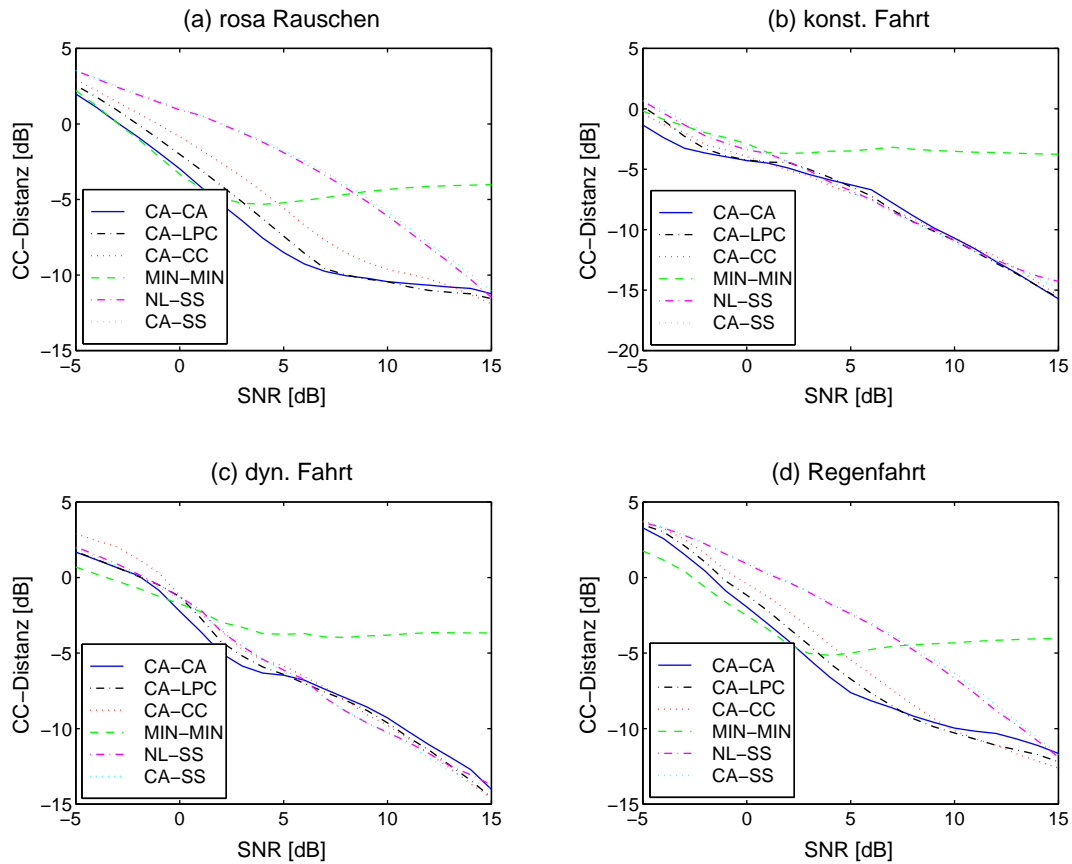 (a) rosa Rauschen
5
0
−5
−10
−15
CC−Distanz [dB]
−5 0 5 10 15
SNR [dB]
CA−CA
CA−LPC
CA−CC
MIN−MIN
NL−SS
CA−SS
(b) konst. Fahrt
5
0
−5
−10
−15
−20
CC−Distanz [dB]
−5 0 5 10 15
SNR [dB]
CA−CA
CA−LPC
CA−CC
MIN−MIN
NL−SS
CA−SS
(c) dyn. Fahrt
5
0
−5
−10
−15
CC−Distanz [dB]
−5 0 5 10 15
SNR [dB]
CA−CA
CA−LPC
CA−CC
MIN−MIN
NL−SS
CA−SS
(d) Regenfahrt
5
0
−5
−10
−15
CC−Distanz [dB]
−5 0 5 10 15
SNR [dB]
CA−CA
CA−LPC
CA−CC
MIN−MIN
NL−SS
CA−SS